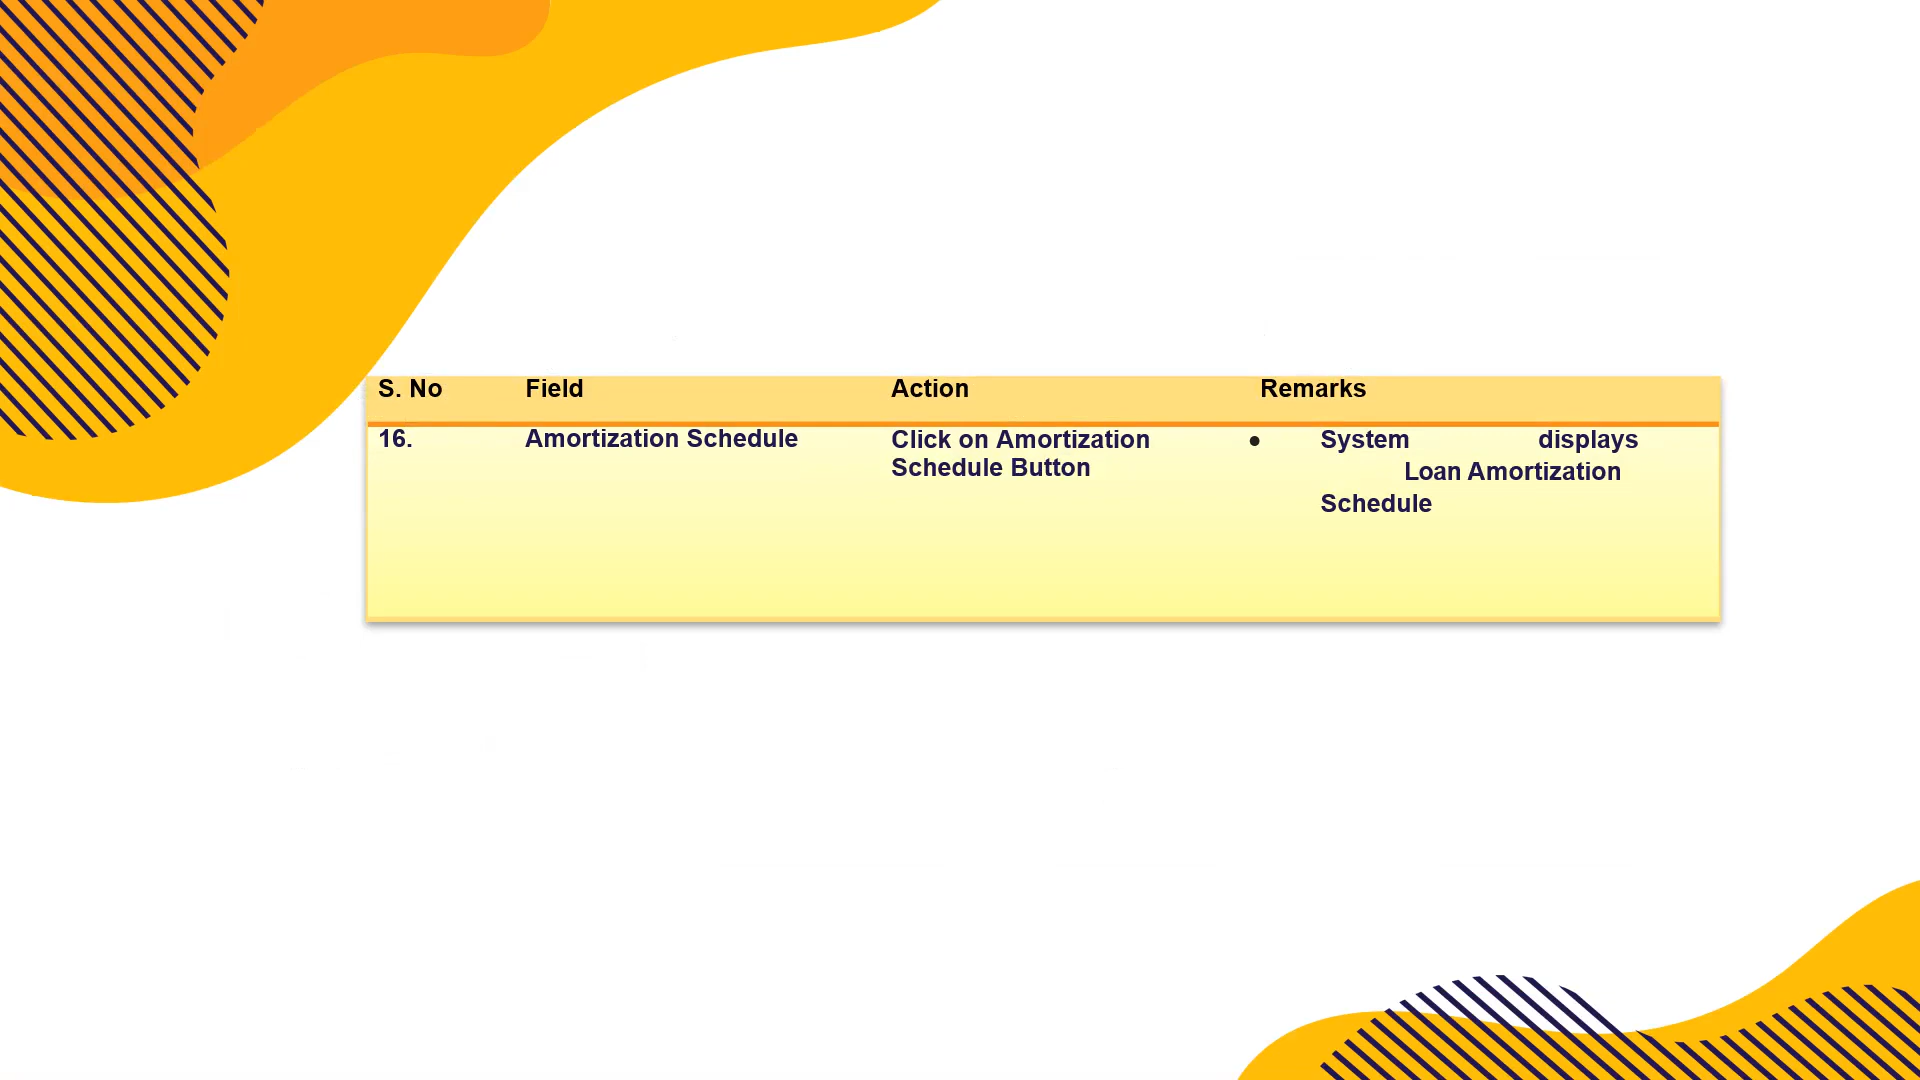 S. No Field Action Remarks
16. Amortization Schedule Click on Amortization • System displays
Schedule Button Loan Amortization
Schedule